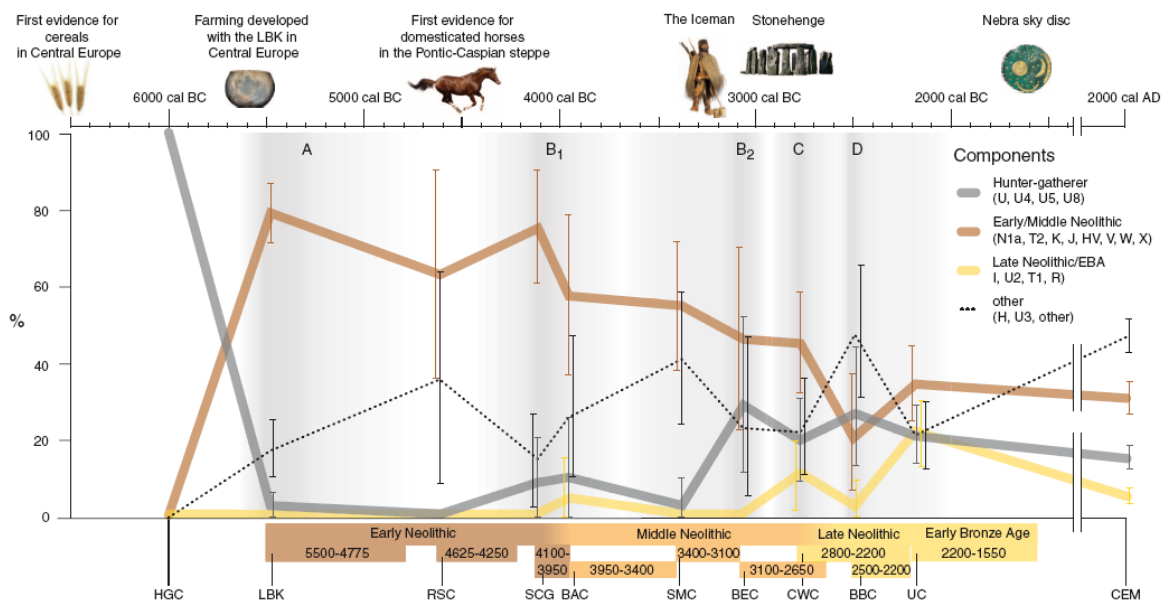 First evidence for
cereals
in Central Europe
Farming developed
with the LBK in
Central Europe
First evidence for
domesticated horses
in the Pontic-Caspian steppe
The Iceman
Stonehenge
Nebra sky disc
6000 cal BC
5000 cal BC
4000 cal BC
3000 cal BC
2000 cal BC
2000 cal AD
100
80
60
40
20
0
%
A
B1
B2
C
D
Components
Hunter-gatherer
(U, U4, U5, U8)
Early/Middle Neolithic
(N1a, T2, K, J, HV, V, W, X)
Late Neolithic/EBA
I, U2, T1, R)
other
(H, U3, other)
Early Neolithic
Middle Neolithic
Late Neolithic
Early Bronze Age
5500-4775
4625-4250
4100-
3950
3950-3400
3400-3100
3100-2650
2800-2200
2500-2200
2200-1550
HGC
LBK
RSC
SCG
BAC
SMC
BEC
CWC
BBC
UC
CEM